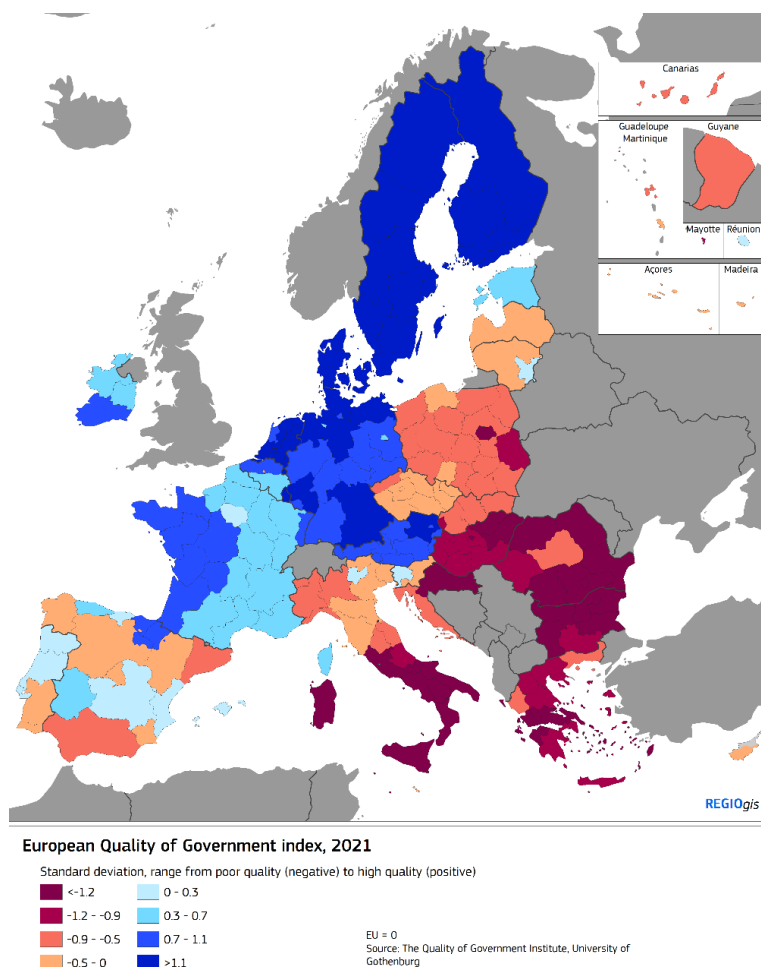 Canarias
Guadeloupe
Martinique
Guyane
Mayotte
Réunion
Açores
Madeira
REGIOgis
European Quality of Government index, 2021
Standard deviation, range from poor quality (negative) to high quality (positive)
<-1.2
-1.2 - -0.9
-0.9 - -0.5
-0.5 - 0
0 - 0.3
0.3 - 0.7
0.7 - 1.1
>1.1
EU = 0
Source: The Quality of Government Institute, University of
Gothenburg